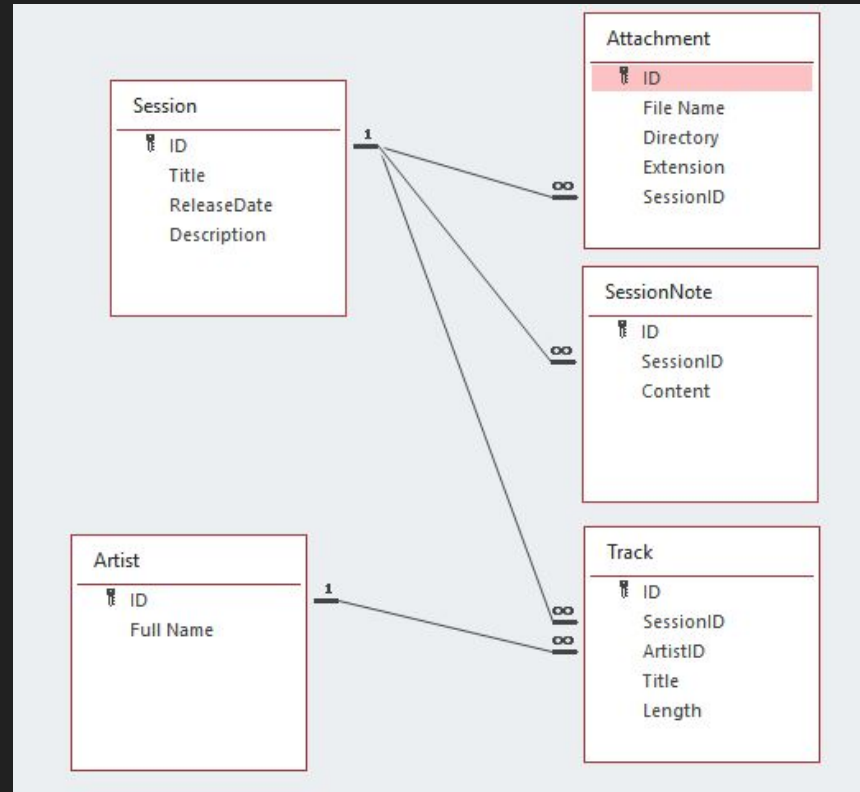 Session
ID
Title
ReleaseDate
Description
1
Attachment
ID
File Name
Directory
Extension
SessionID
∞
SessionNote
ID
SessionID
Content
∞
Artist
ID
Full Name
1
Track
ID
SessionID
ArtistID
Title
Length
∞
∞